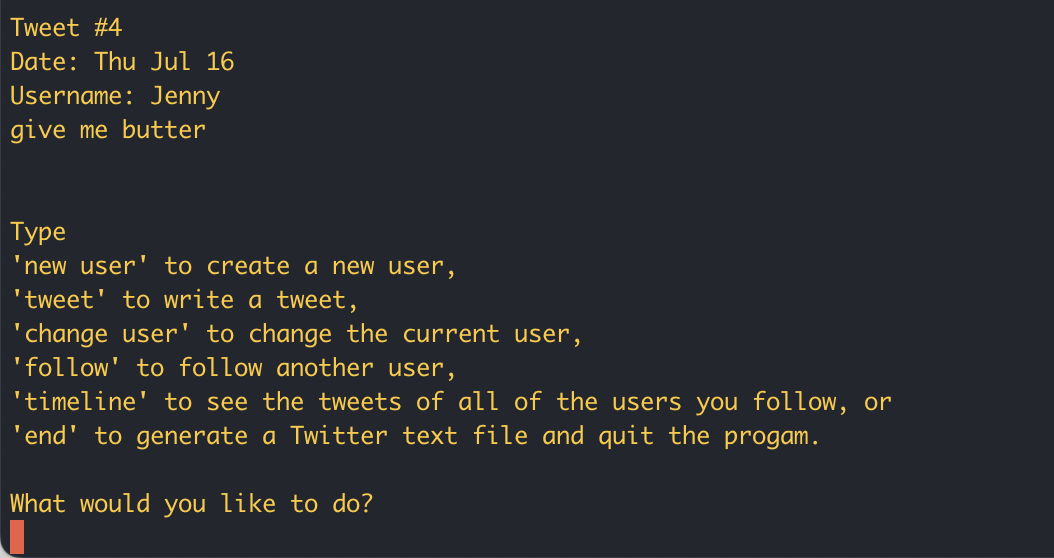 Tweet #4
Date: Thu Jul 16
Username: Jenny
give me butter
Type
'new user' to create a new user,
'tweet' to write a tweet,
'change user' to change the current user,
'follow' to follow another user,
'timeline' to see the tweets of all of the users you follow, or
'end' to generate a Twitter text file and quit the progam.
What would you like to do?